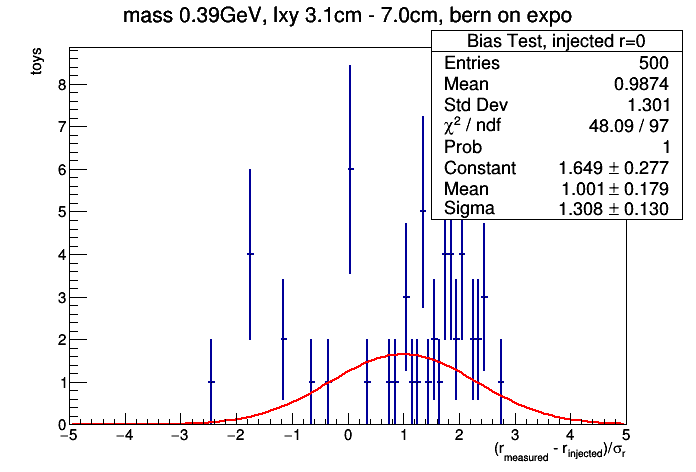 mass 0.39GeV, lxy 3.1cm - 7.0cm, bern on expo
Bias Test, injected r=0
Entries 500
Mean 0.9874
Std Dev 1.301
χ² / ndf 48.09 / 97
Prob 1
Constant 1.649 ± 0.277
Mean 1.001 ± 0.179
Sigma 1.308 ± 0.130
toys
8
7
6
5
4
3
2
1
0
−5 −4 −3 −2 −1 0 1 2 3 4 5
(r_measured - r_injected)/σ_r